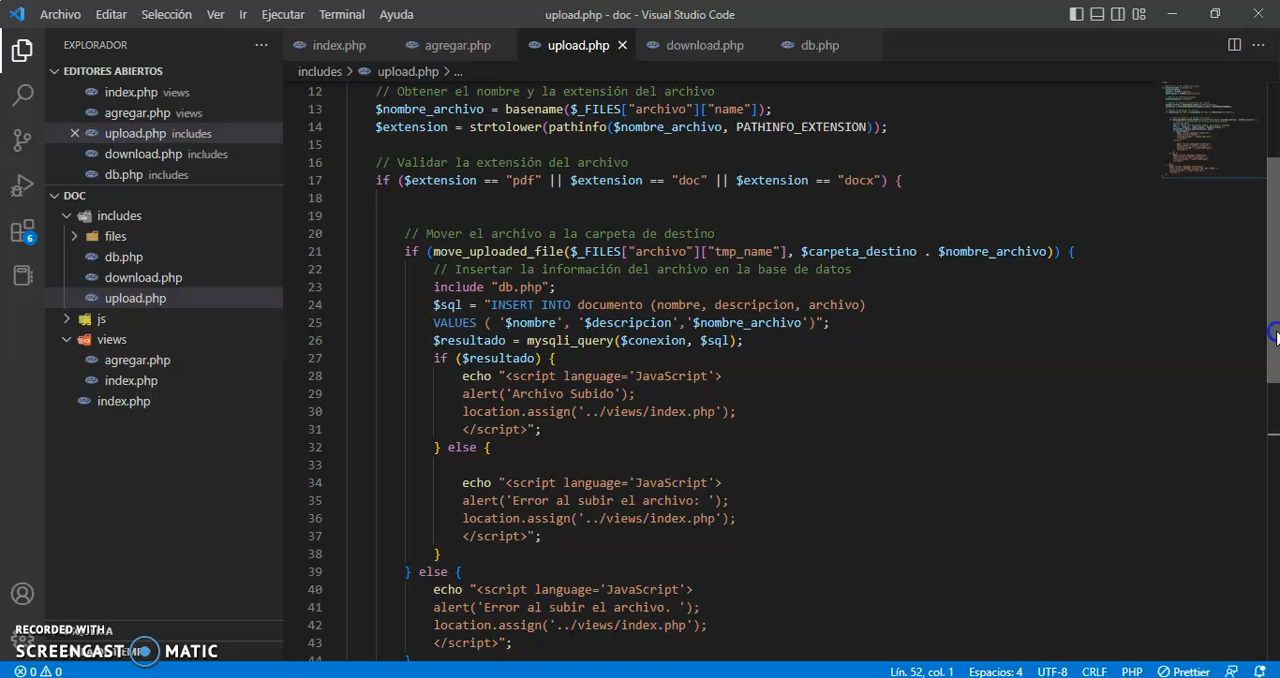 Archivo Editar Selección Ver Ir Ejecutar Terminal Ayuda upload.php - doc - Visual Studio Code
EXPLORADOR
index.php agregar.php upload.php download.php db.php
EDITORES ABIERTOS
index.php views
agregar.php views
upload.php includes
download.php includes
db.php includes
DOC
includes
files
db.php
download.php
upload.php
js
views
agregar.php
index.php
index.php
6
includes > upload.php > ...
12 // Obtener el nombre y la extensión del archivo
13 $nombre_archivo = basename($_FILES["archivo"]["name"]);
14 $extension = strtolower(pathinfo($nombre_archivo, PATHINFO_EXTENSION));
15
16 // Validar la extensión del archivo
17 if ($extension == "pdf" || $extension == "doc" || $extension == "docx") {
18
19
20 // Mover el archivo a la carpeta de destino
21 if (move_uploaded_file($_FILES["archivo"]["tmp_name"], $carpeta_destino . $nombre_archivo)) {
22 // Insertar la información del archivo en la base de datos
23 include "db.php";
24 $sql = "INSERT INTO documento (nombre, descripcion, archivo)
25 VALUES ( '$nombre', '$descripcion','$nombre_archivo')";
26 $resultado = mysqli_query($conexion, $sql);
27 if ($resultado) {
28 echo "<script language='JavaScript'>
29 alert('Archivo Subido');
30 location.assign('../views/index.php');
31 </script>";
32 } else {
33
34 echo "<script language='JavaScript'>
35 alert('Error al subir el archivo: ');
36 location.assign('../views/index.php');
37 </script>";
38 }
39 } else {
40 echo "<script language='JavaScript'>
41 alert('Error al subir el archivo. ');
42 location.assign('../views/index.php');
43 </script>";
44 }
RECORDED WITH
SCREENCAST MATIC
0 0 Lín. 52, col. 1 Espacios: 4 UTF-8 CRLF PHP Prettier